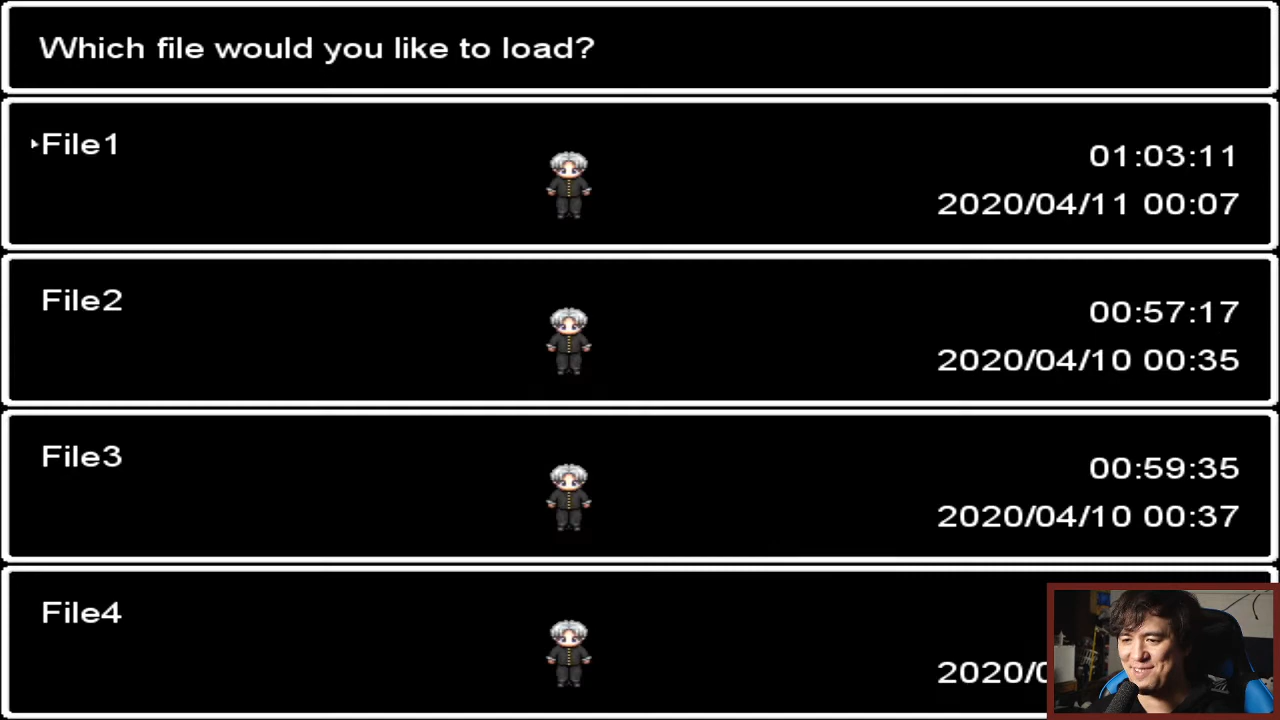 Which file would you like to load?
File1
01:03:11
2020/04/11 00:07
File2
00:57:17
2020/04/10 00:35
File3
00:59:35
2020/04/10 00:37
File4